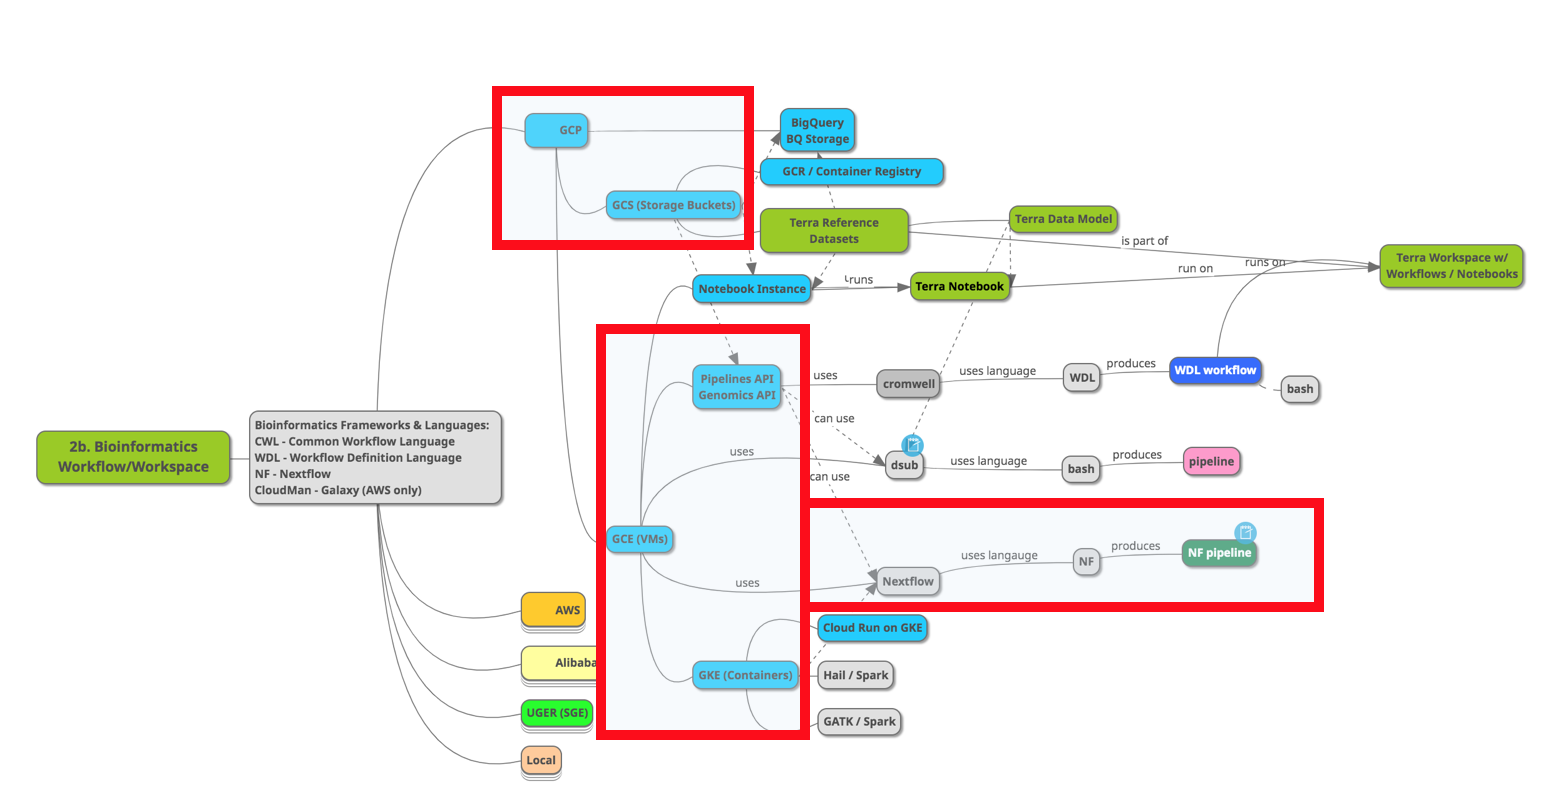 2b. Bioinformatics
Workflow/Workspace
Bioinformatics Frameworks & Languages:
CWL - Common Workflow Language
WDL - Workflow Definition Language
NF - Nextflow
CloudMan - Galaxy (AWS only)
GCP
BigQuery
BQ Storage
GCR / Container Registry
GCS (Storage Buckets)
Terra Reference
Datasets
Terra Data Model
is part of
Terra Workspace w/
Workflows / Notebooks
runs on
run on
Notebook Instance
runs
Terra Notebook
Pipelines API
Genomics API
uses
cromwell
uses language
WDL
produces
WDL workflow
bash
can use
uses
dsub
uses language
bash
produces
pipeline
can use
GCE (VMs)
uses
Nextflow
uses langauge
NF
produces
NF pipeline
AWS
Cloud Run on GKE
Alibaba
GKE (Containers)
Hail / Spark
UGER (SGE)
GATK / Spark
Local